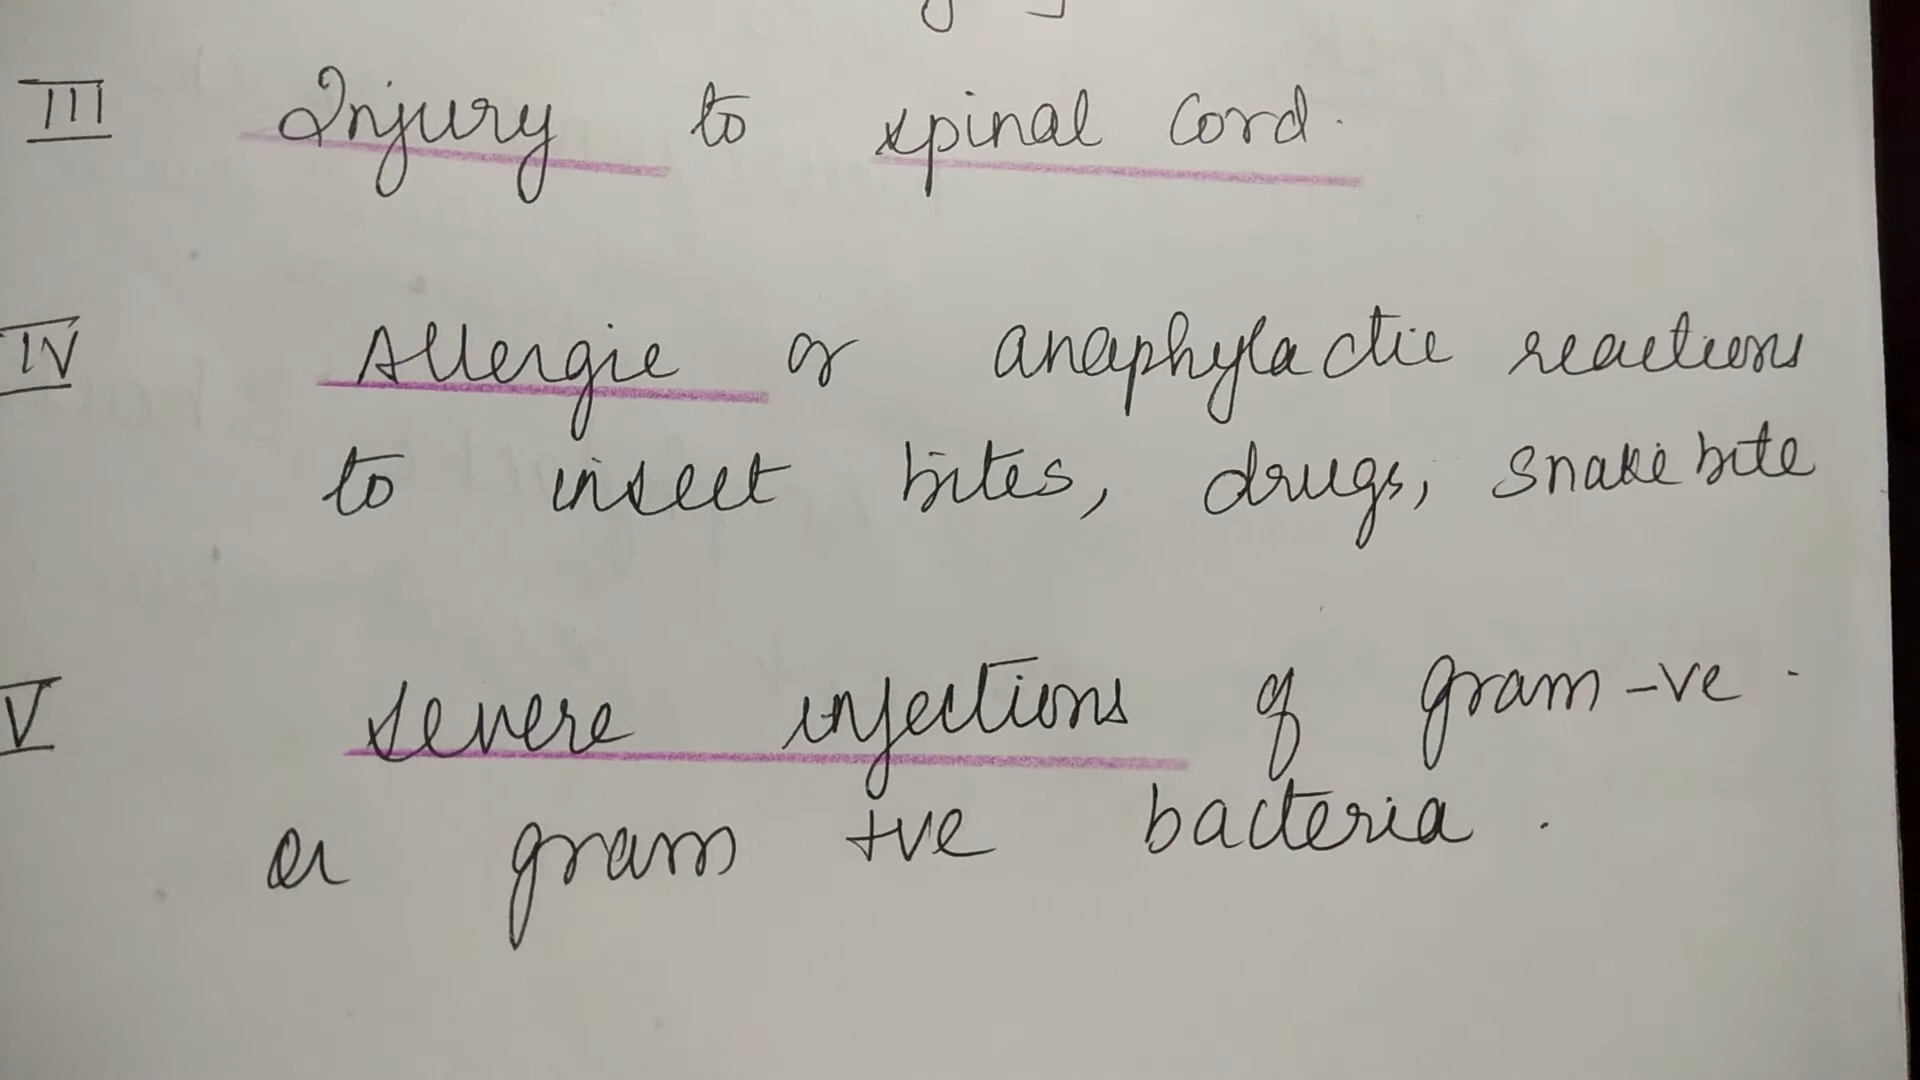 III Injury to spinal cord.
IV Allergic or anaphylactic reactions
to insect bites, drugs, snake bite
V Severe infections of gram -ve
or gram +ve bacteria.